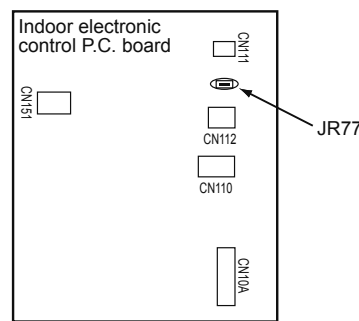 Indoor electronic
control P.C. board
CN111
CN151
JR77
CN112
CN110
CN10A